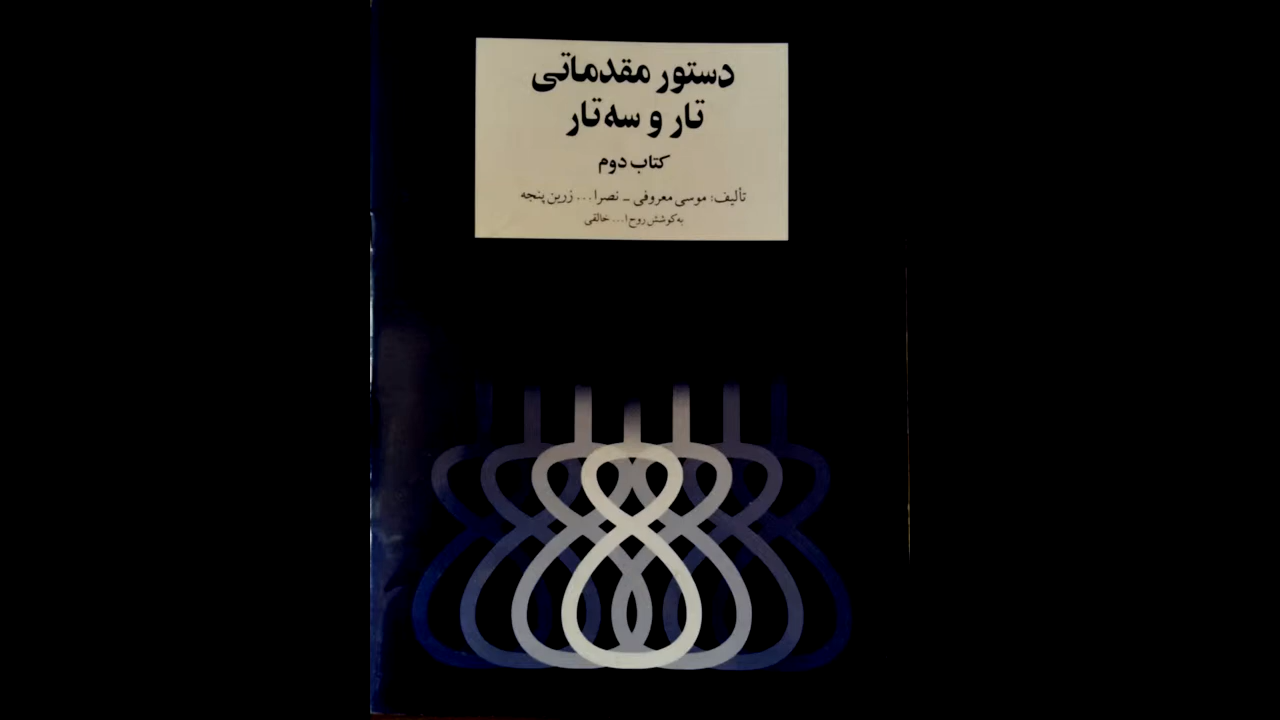 دستور مقدماتی
تار و سه‌تار
کتاب دوم
تألیف: موسی معروفی ـ نصرا... زرین‌پنجه
به‌کوشش روح‌ا... خالقی